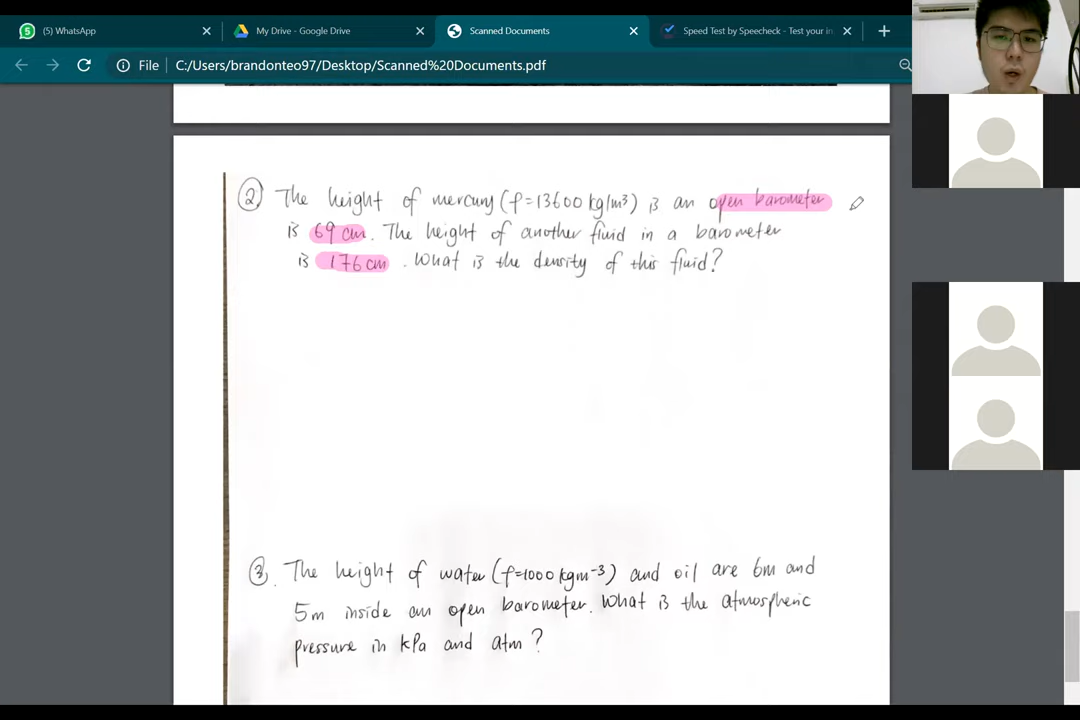 5
(5) WhatsApp
My Drive - Google Drive
Scanned Documents
Speed Test by Speecheck - Test your in
File
C:/Users/brandonteo97/Desktop/Scanned%20Documents.pdf
② The height of mercury (ρ=13600 kg/m³) is an open barometer
is 69 cm. The height of another fluid in a barometer
is 176 cm. What is the density of this fluid?
③. The height of water (ρ=1000 kgm⁻³) and oil are 6m and
5m inside an open barometer. What is the atmospheric
pressure in kPa and atm?